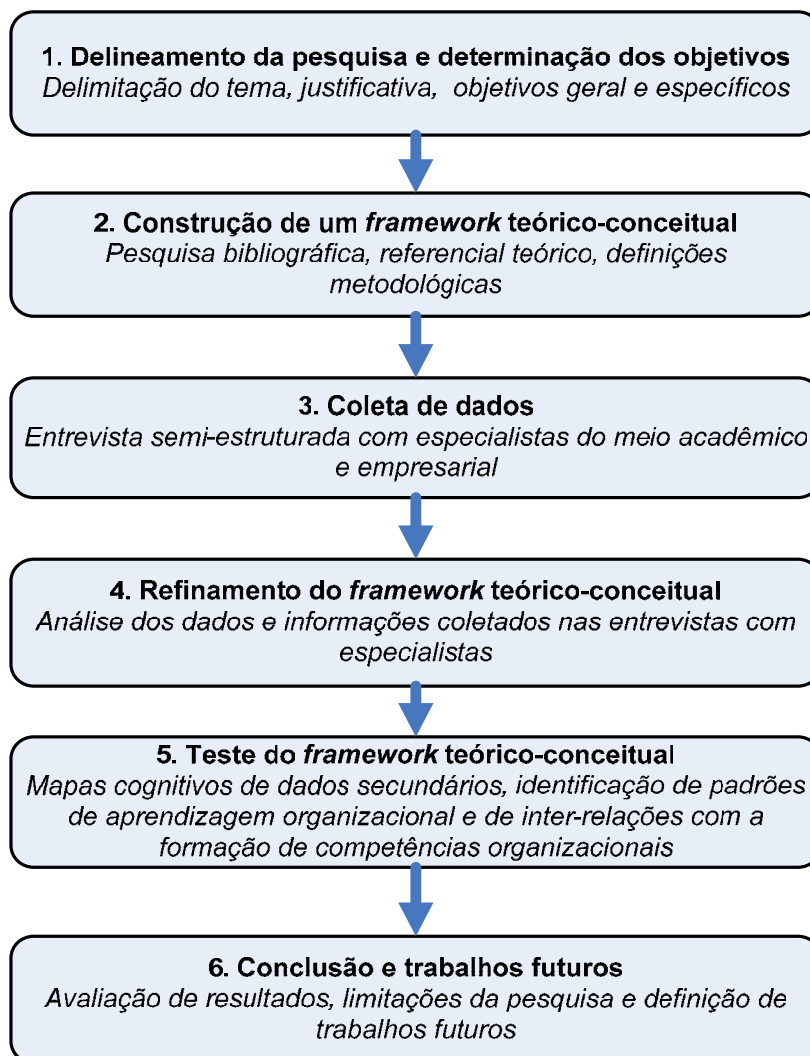 1. Delineamento da pesquisa e determinação dos objetivos
Delimitação do tema, justificativa, objetivos geral e específicos
2. Construção de um framework teórico-conceitual
Pesquisa bibliográfica, referencial teórico, definições
metodológicas
3. Coleta de dados
Entrevista semi-estruturada com especialistas do meio acadêmico
e empresarial
4. Refinamento do framework teórico-conceitual
Análise dos dados e informações coletados nas entrevistas com
especialistas
5. Teste do framework teórico-conceitual
Mapas cognitivos de dados secundários, identificação de padrões
de aprendizagem organizacional e de inter-relações com a
formação de competências organizacionais
6. Conclusão e trabalhos futuros
Avaliação de resultados, limitações da pesquisa e definição de
trabalhos futuros